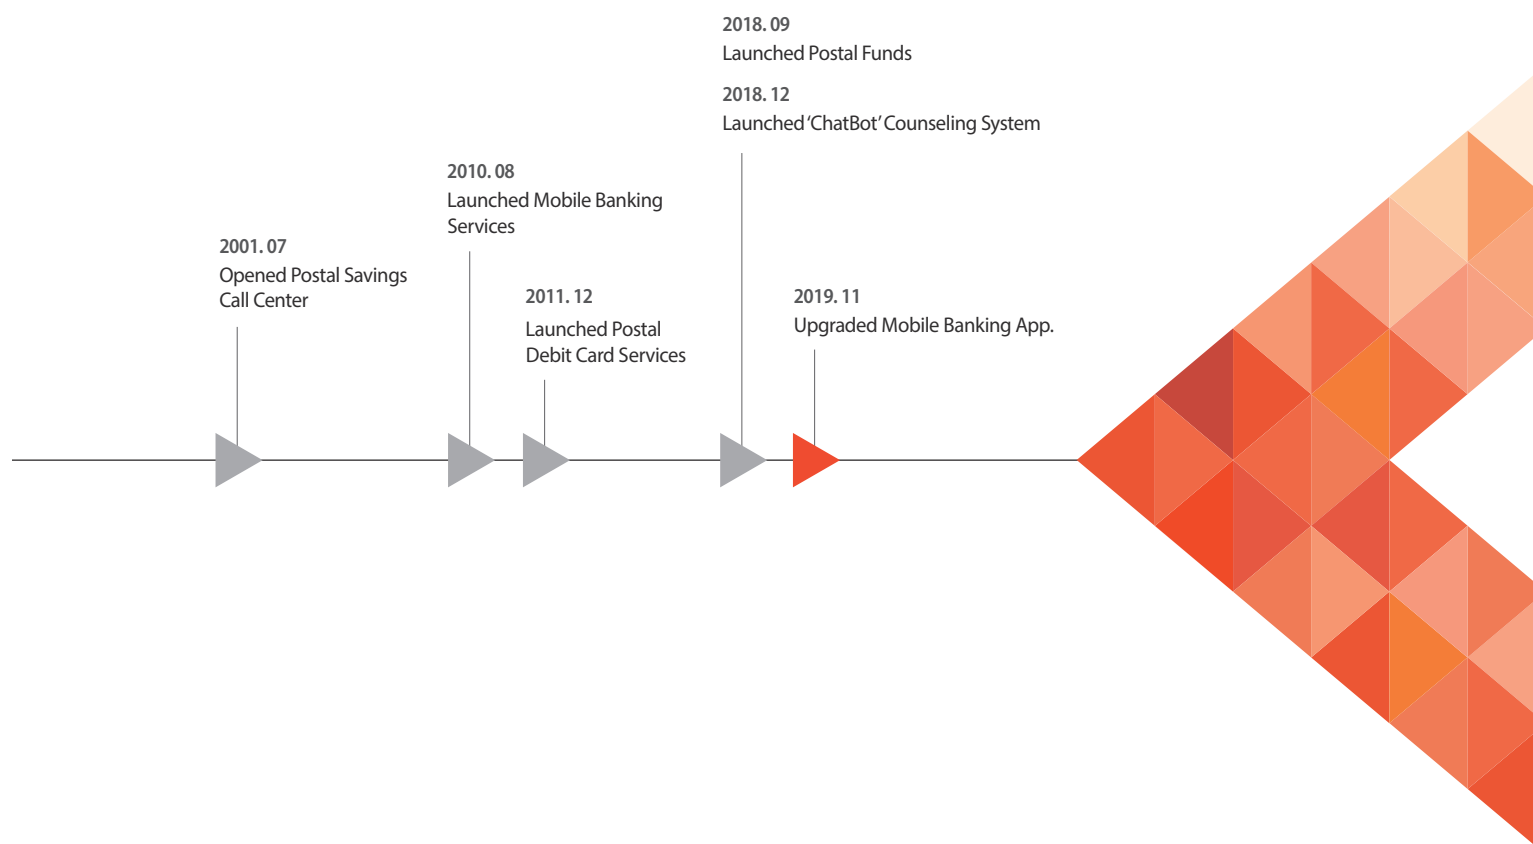 2001. 07
Opened Postal Savings
Call Center
2010. 08
Launched Mobile Banking
Services
2011. 12
Launched Postal
Debit Card Services
2018. 09
Launched Postal Funds
2018. 12
Launched ‘ChatBot’ Counseling System
2019. 11
Upgraded Mobile Banking App.